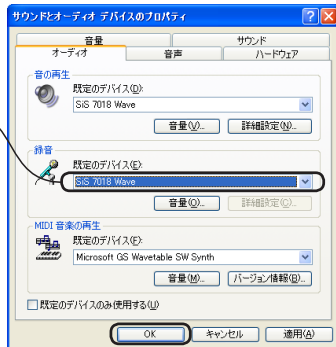 サウンドとオーディオ デバイスのプロパティ
音量 サウンド
オーディオ 音声 ハードウェア
音の再生
既定のデバイス(D):
SiS 7018 Wave
音量(V)... 詳細設定(N)...
録音
既定のデバイス(E):
SiS 7018 Wave
音量(O)... 詳細設定(C)...
MIDI 音楽の再生
既定のデバイス(F):
Microsoft GS Wavetable SW Synth
音量(M)... バージョン情報(B)...
既定のデバイスのみ使用する(U)
OK キャンセル 適用(A)